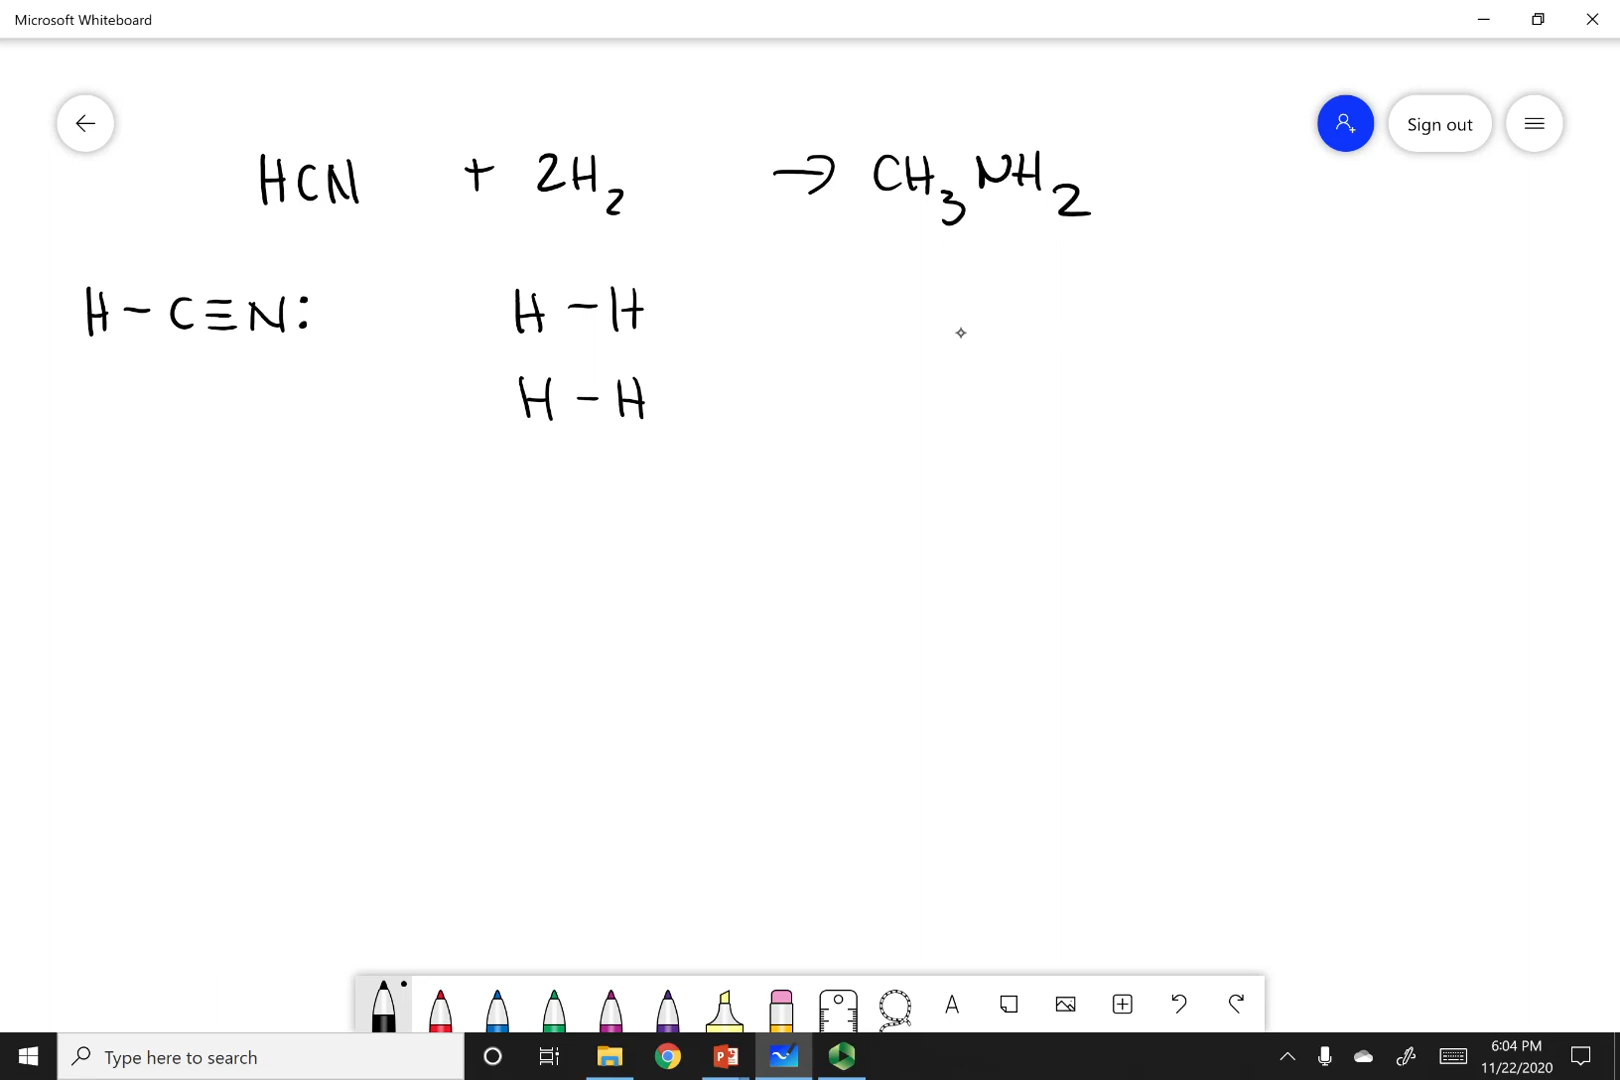 Microsoft Whiteboard
Sign out
HCN + 2H₂ → CH₃NH₂
H – C ≡ N: H – H
H – H
A
Type here to search
6:04 PM
11/22/2020